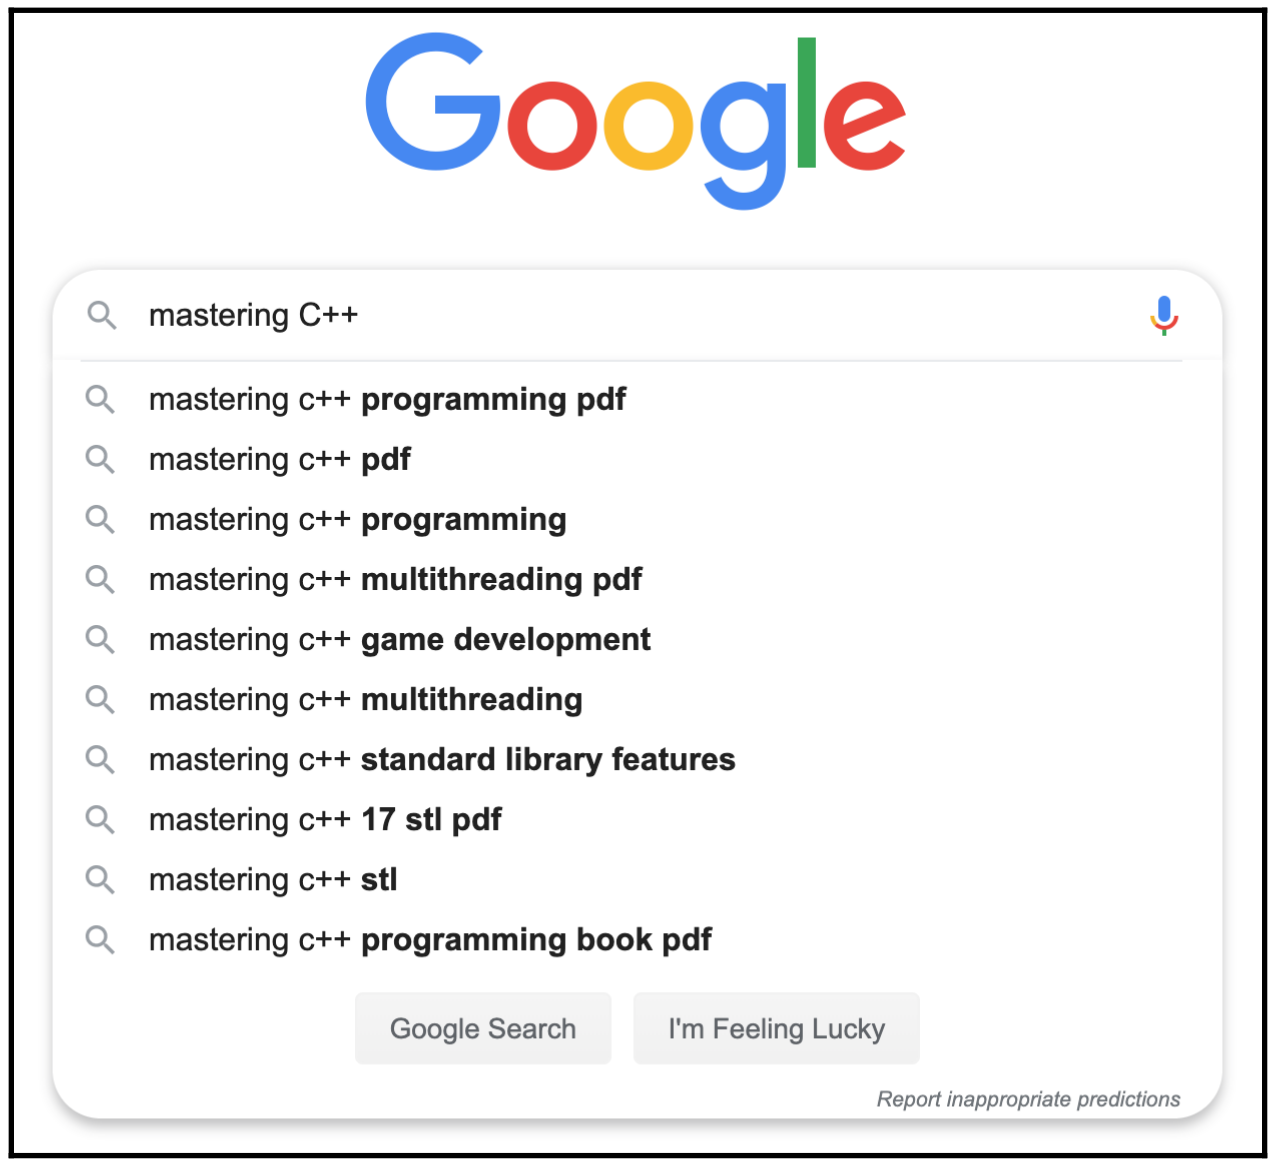 Google
mastering C++
mastering c++ programming pdf
mastering c++ pdf
mastering c++ programming
mastering c++ multithreading pdf
mastering c++ game development
mastering c++ multithreading
mastering c++ standard library features
mastering c++ 17 stl pdf
mastering c++ stl
mastering c++ programming book pdf
Google Search I'm Feeling Lucky
Report inappropriate predictions